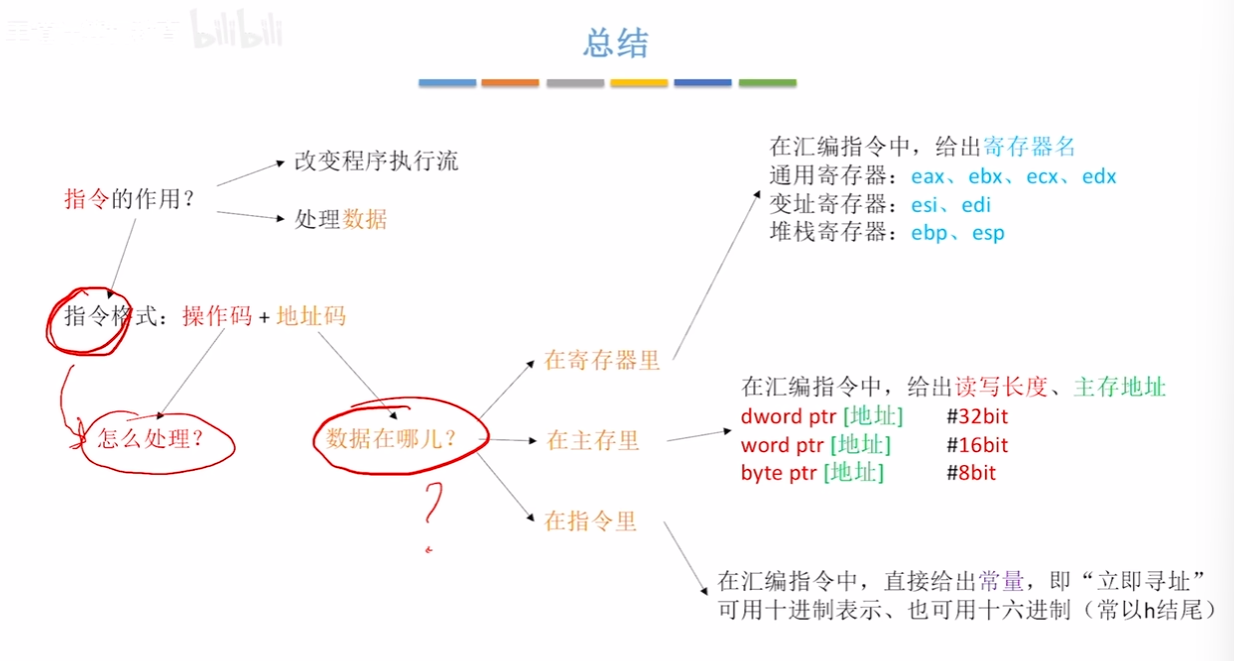 bilibili
总结
指令的作用？
改变程序执行流
处理数据
指令格式：操作码 + 地址码
怎么处理？
数据在哪儿？
?
在寄存器里
在主存里
在指令里
在汇编指令中，给出寄存器名
通用寄存器：eax、ebx、ecx、edx
变址寄存器：esi、edi
堆栈寄存器：ebp、esp
在汇编指令中，给出读写长度、主存地址
dword ptr [地址] #32bit
word ptr [地址] #16bit
byte ptr [地址] #8bit
在汇编指令中，直接给出常量，即“立即寻址”
可用十进制表示、也可用十六进制（常以h结尾）